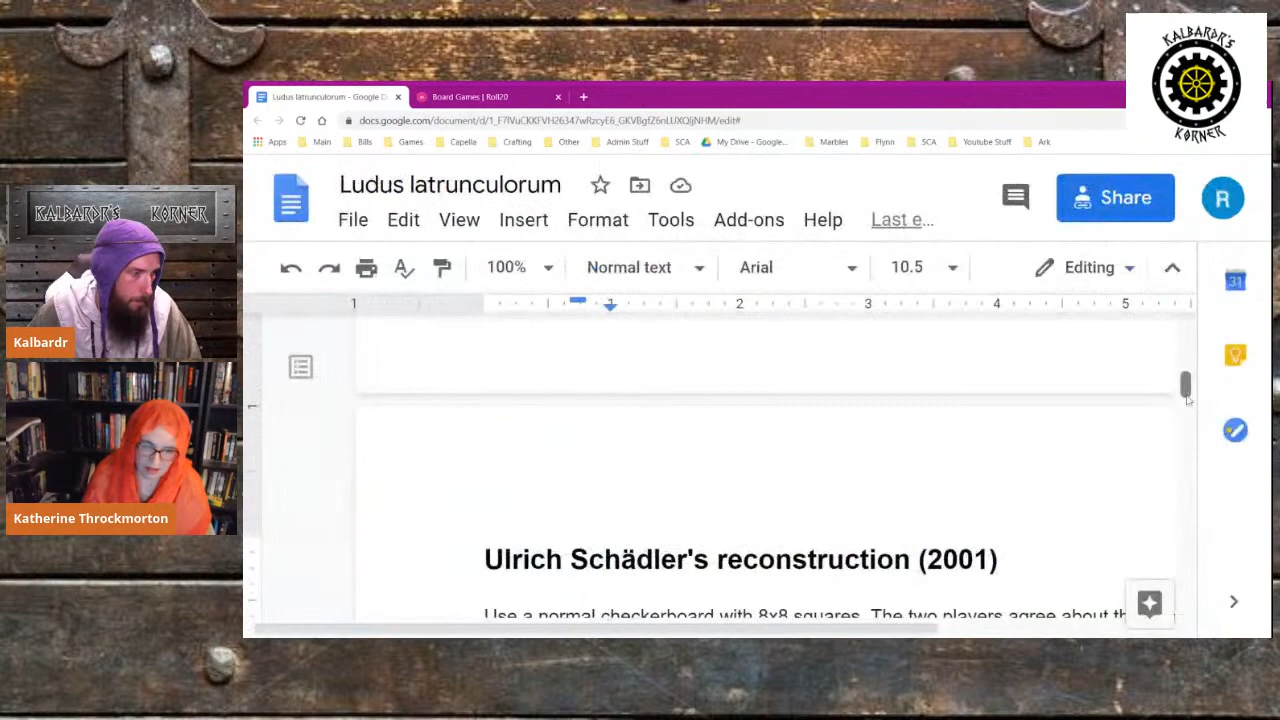 KALBARDR'S
KORNER
Ludus latrunculorum - Google D
Board Games | Roll20
docs.google.com/document/d/1_F7lVuCKKFVH26347wRzcyE6_GKVBgfZ6nLUXQljNHM/edit#
Apps Main Bills Games Capella Crafting Other Admin Stuff SCA My Drive - Google... Marbles Flynn SCA Youtube Stuff Ark
Ludus latrunculorum
Share
R
File Edit View Insert Format Tools Add-ons Help Last e...
100% Normal text Arial 10.5 Editing
1 1 2 3 4 5
31
KALBARDR'S KORNER
Kalbardr
Katherine Throckmorton
1
Ulrich Schädler's reconstruction (2001)
Use a normal checkerboard with 8x8 squares. The two players agree about th